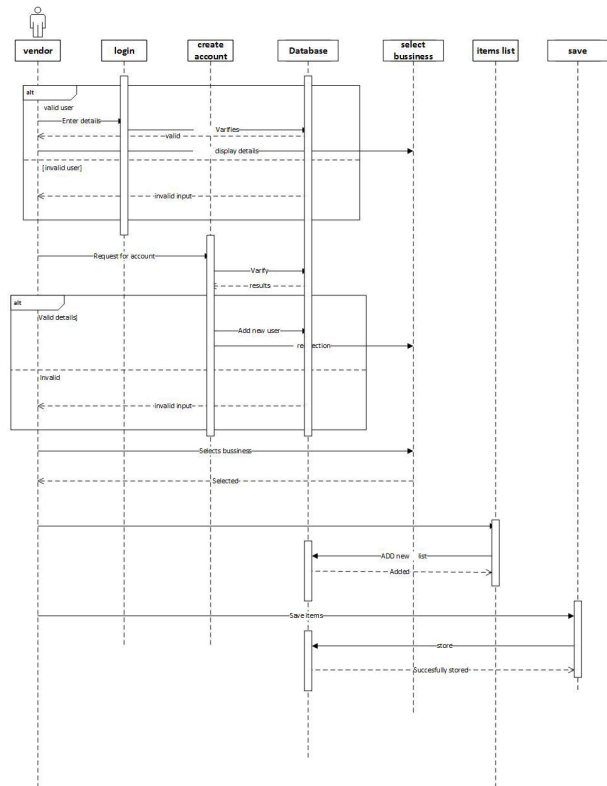 vendor
login
create
account
Database
select
bussiness
items list
save
alt
valid user
Enter details
Varifies
valid
display details
[invalid user]
invalid input
Request for account
Varify
results
alt
Valid details]
Add new user
Invalid
invalid input
Selects bussiness
Selected
ADD new list
Added
Save items
store
Succesfully stored